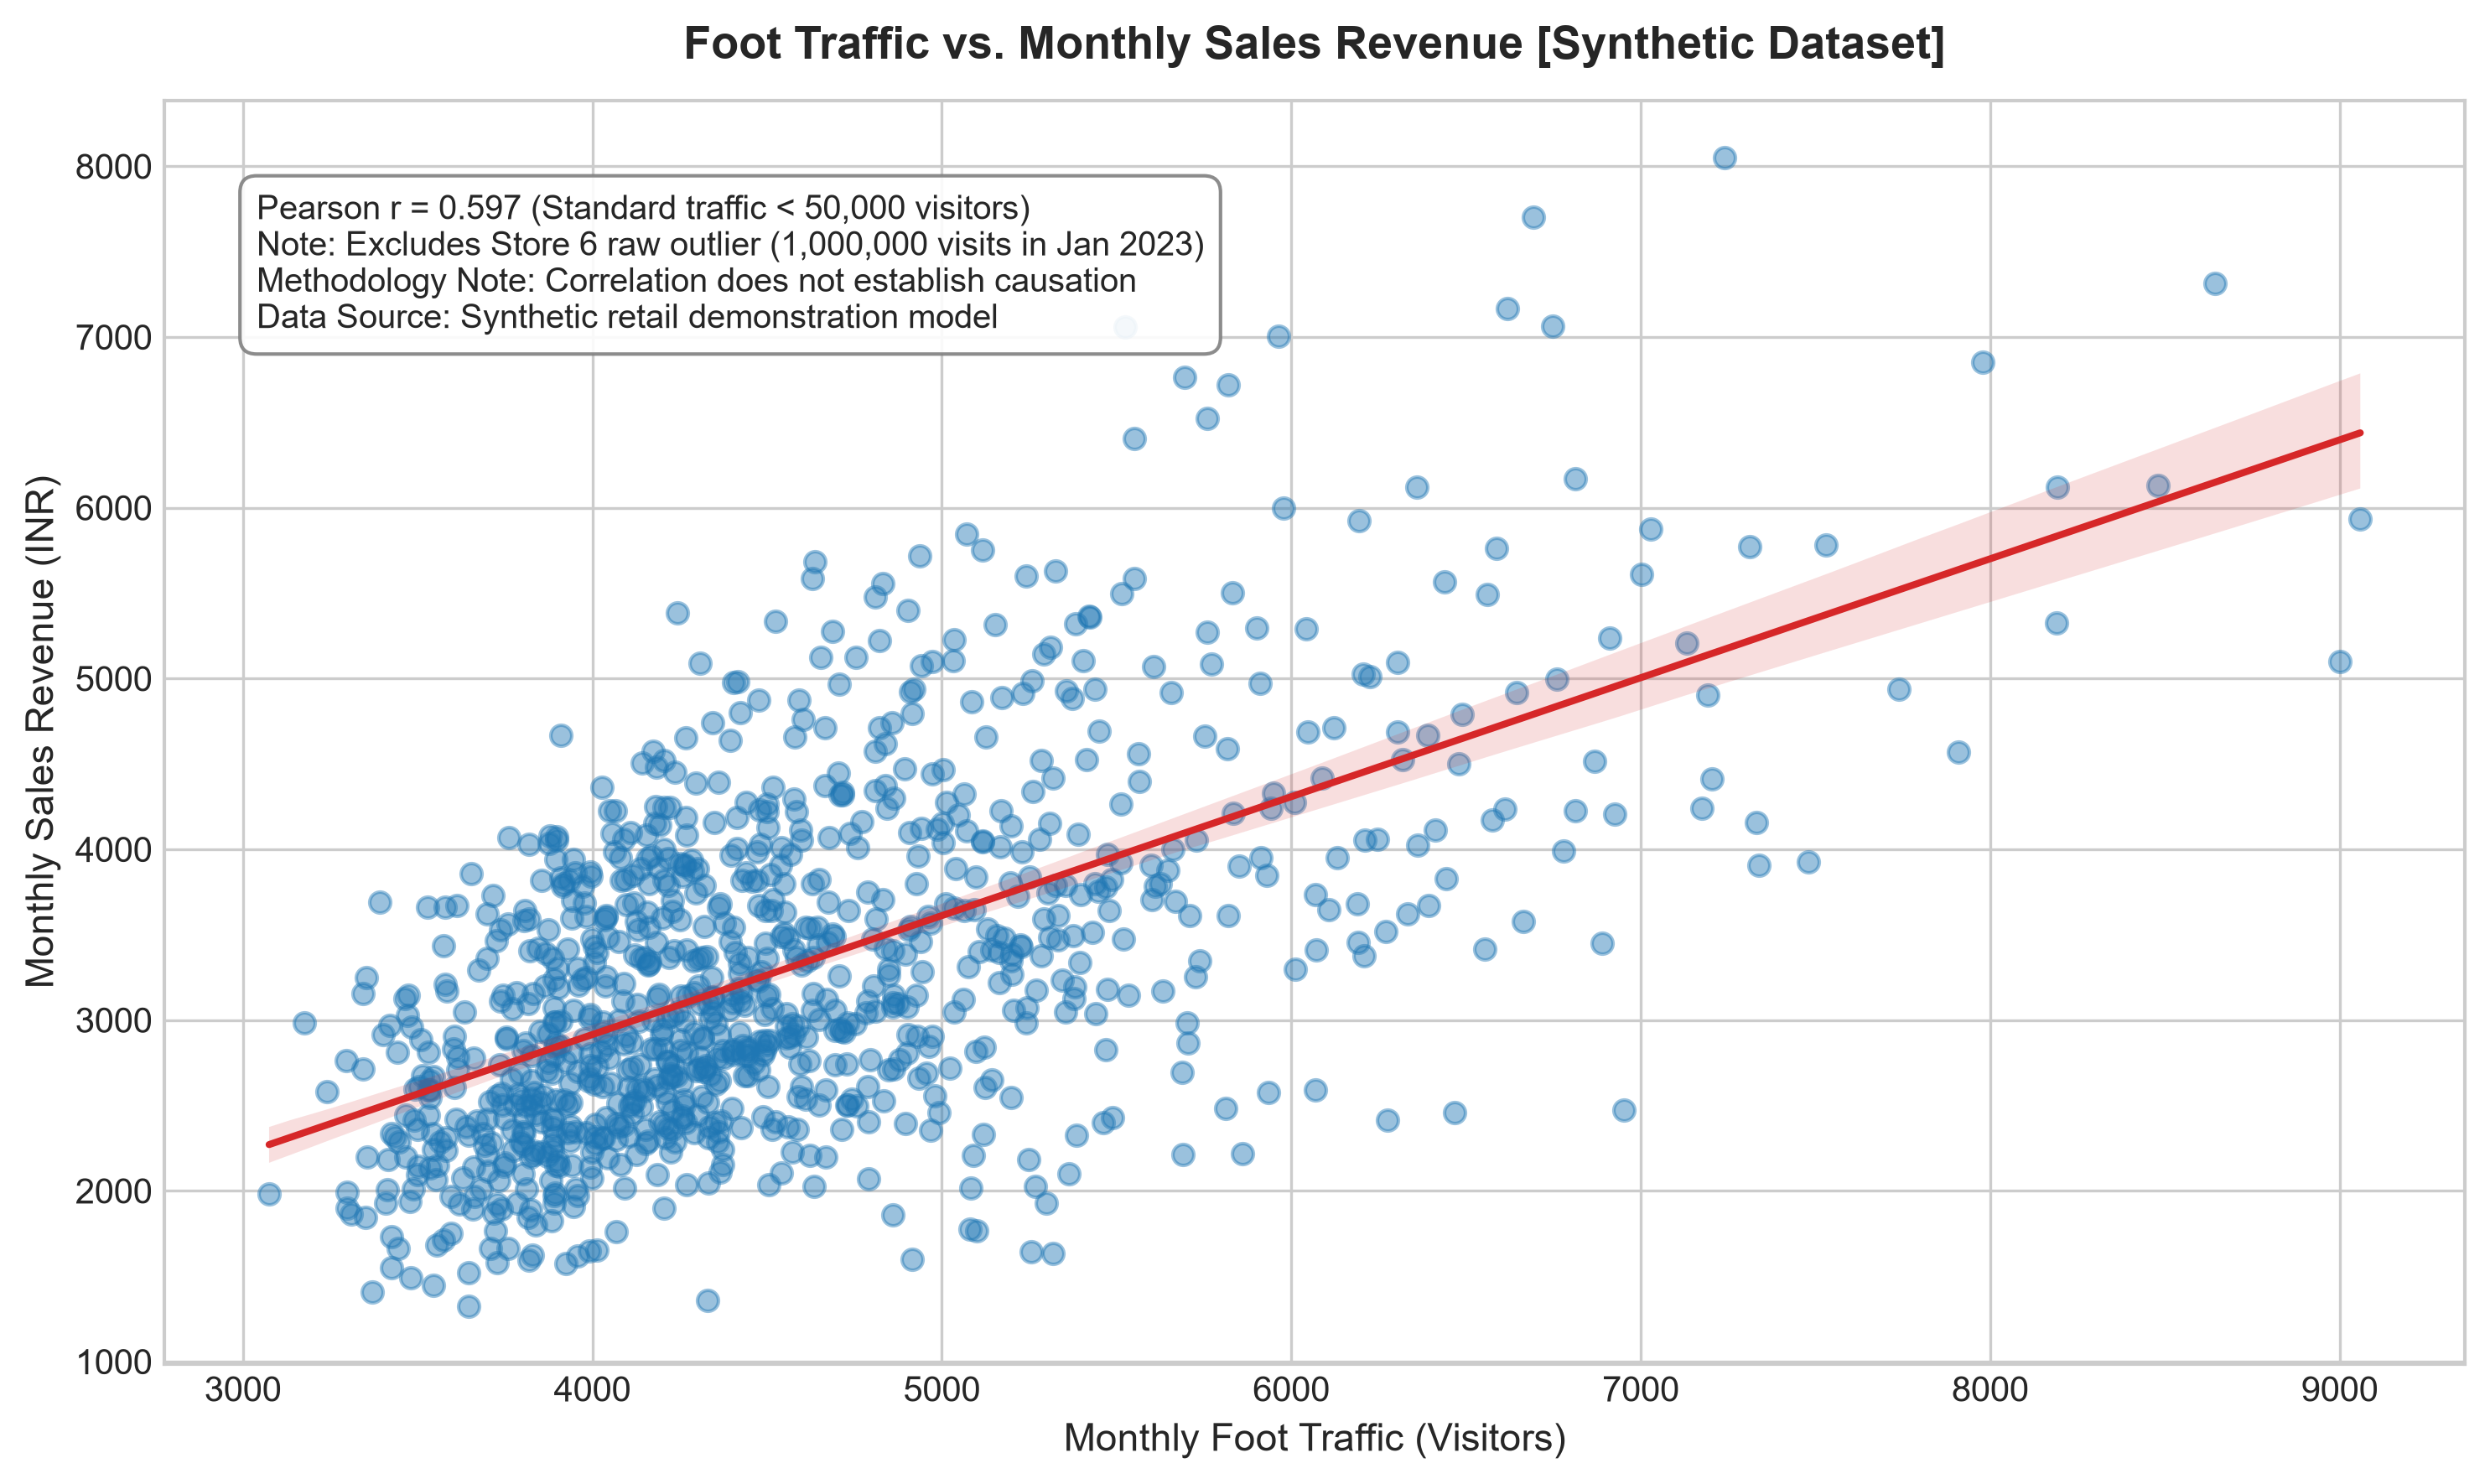 Foot Traffic vs. Monthly Sales Revenue [Synthetic Dataset]
Pearson r = 0.597 (Standard traffic < 50,000 visitors)
Note: Excludes Store 6 raw outlier (1,000,000 visits in Jan 2023)
Methodology Note: Correlation does not establish causation
Data Source: Synthetic retail demonstration model
Monthly Sales Revenue (INR)
8000
7000
6000
5000
4000
3000
2000
1000
3000 4000 5000 6000 7000 8000 9000
Monthly Foot Traffic (Visitors)